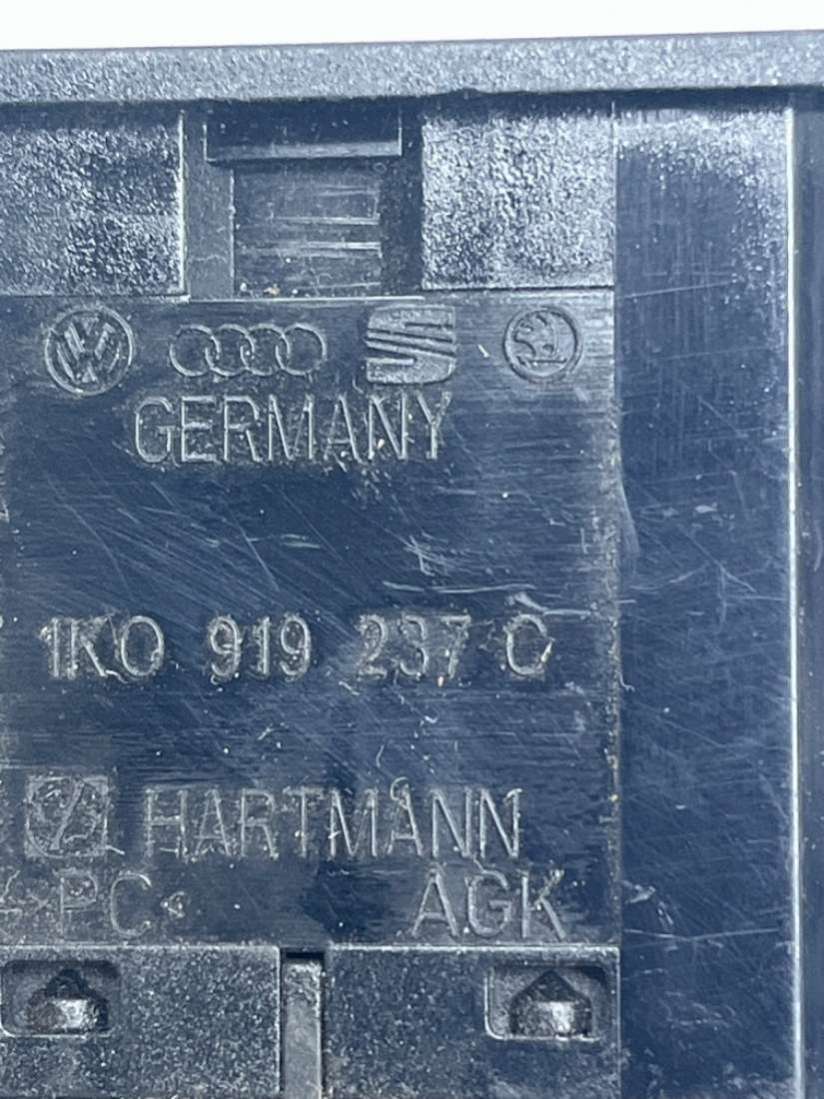 GERMANY
1K0 919 237 C
HARTMANN
>PC< AGK